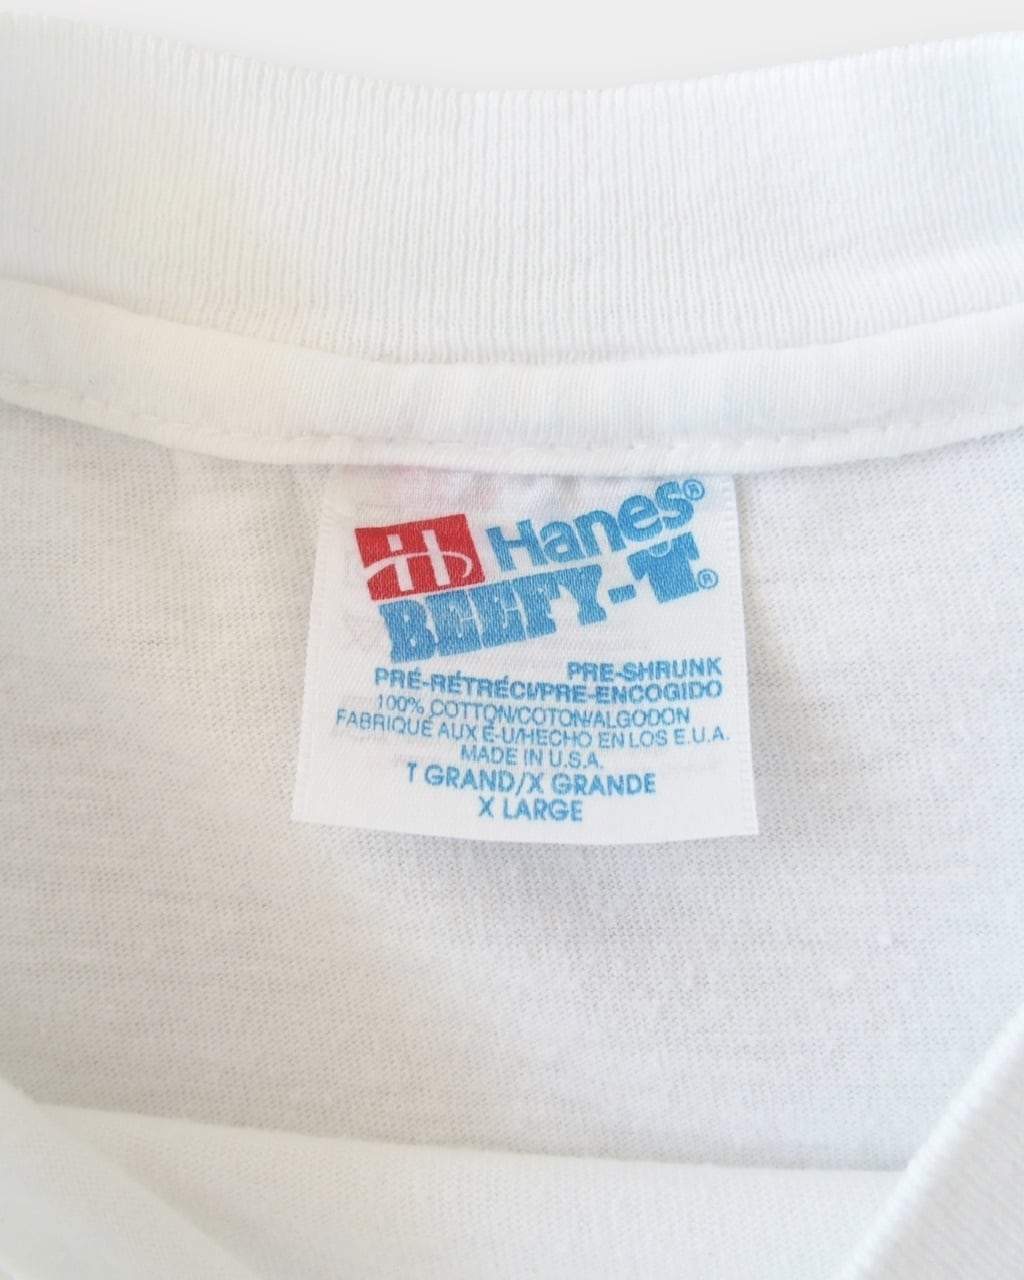 H Hanes®
BEEFY-T.®
PRE-SHRUNK
PRÉ-RÉTRÉCI/PRE-ENCOGIDO
100% COTTON/COTON/ALGODON
FABRIQUÉ AUX É-U/HECHO EN LOS E.U.A.
MADE IN U.S.A.
T GRAND/X GRANDE
X LARGE